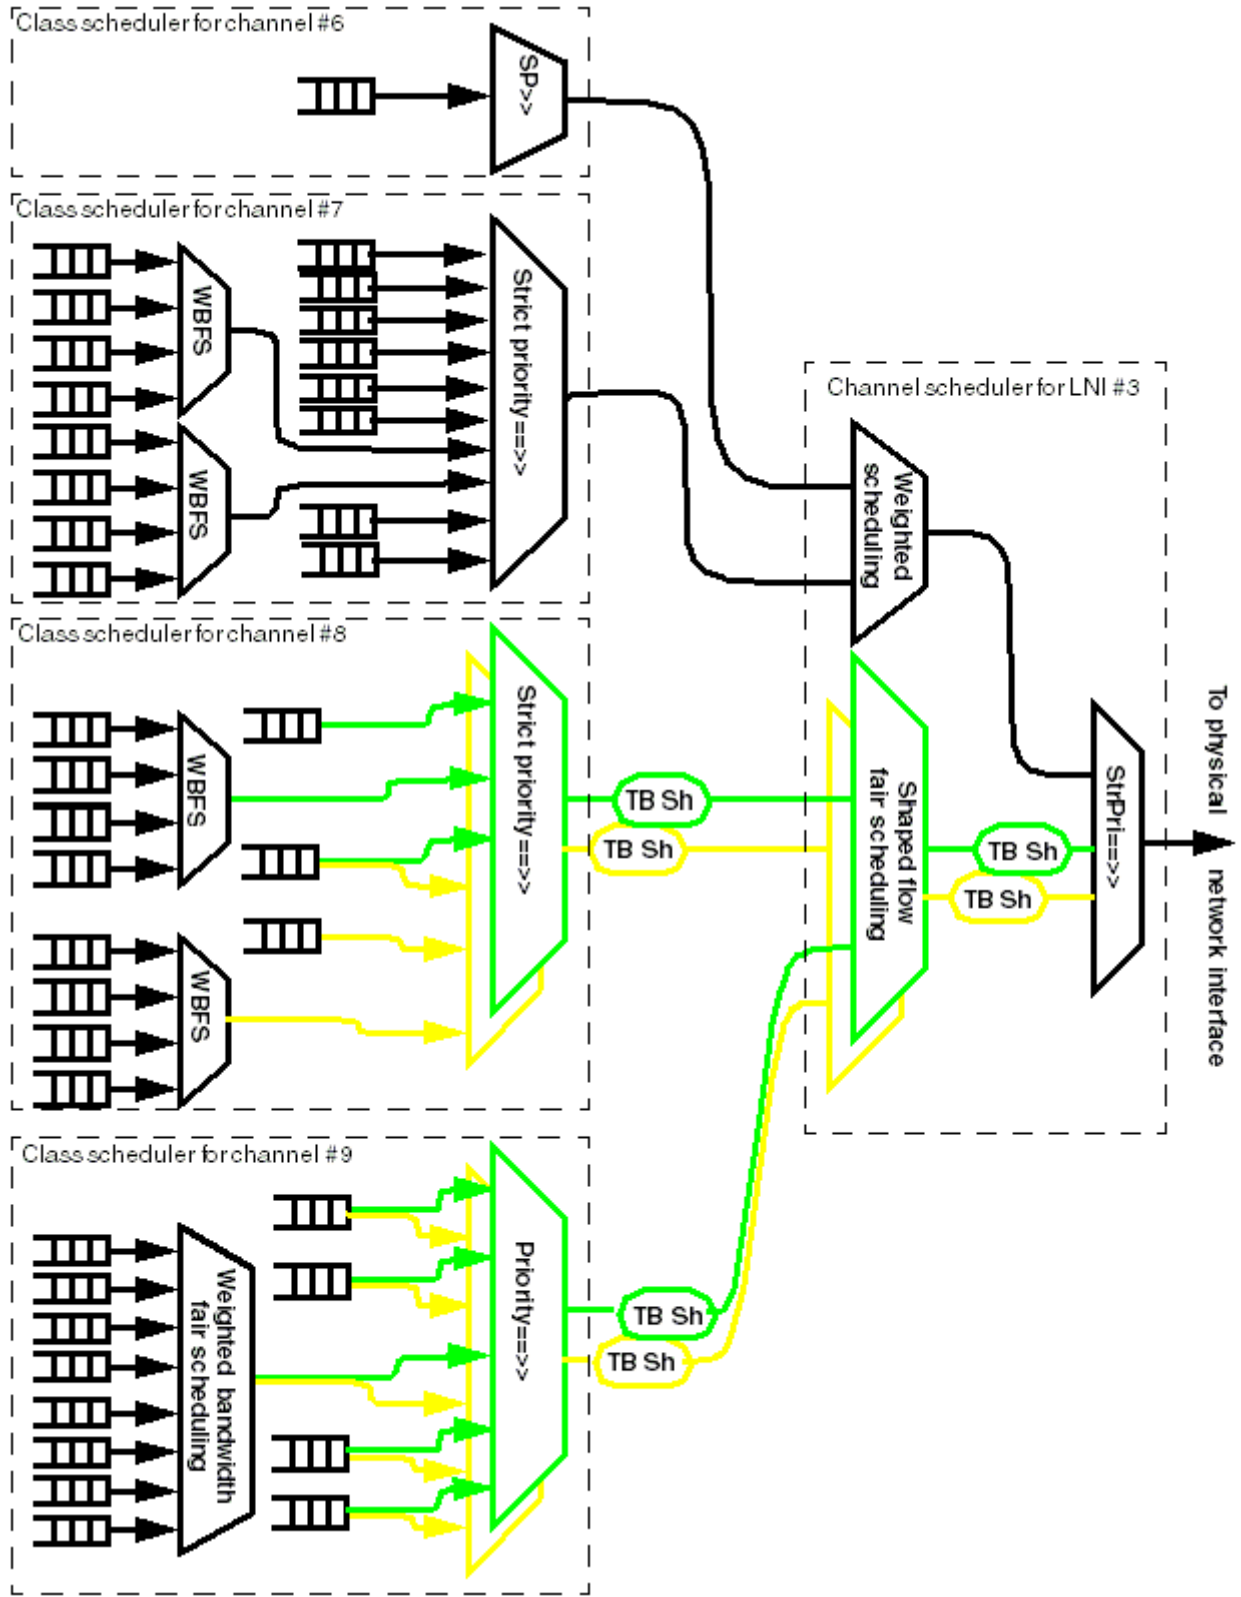 Class scheduler for channel #6
SP>>
Class scheduler for channel #7
WBFS
WBFS
Strict priority==>>
Channel scheduler for LNI #3
Weighted
scheduling
Class scheduler for channel #8
WBFS
WBFS
Strict priority==>>
TB Sh
TB Sh
Shaped flow
fair scheduling
TB Sh
TB Sh
StrPri==>>
To physical network interface
Class scheduler for channel #9
Weighted bandwidth
fair scheduling
Priority==>>
TB Sh
TB Sh